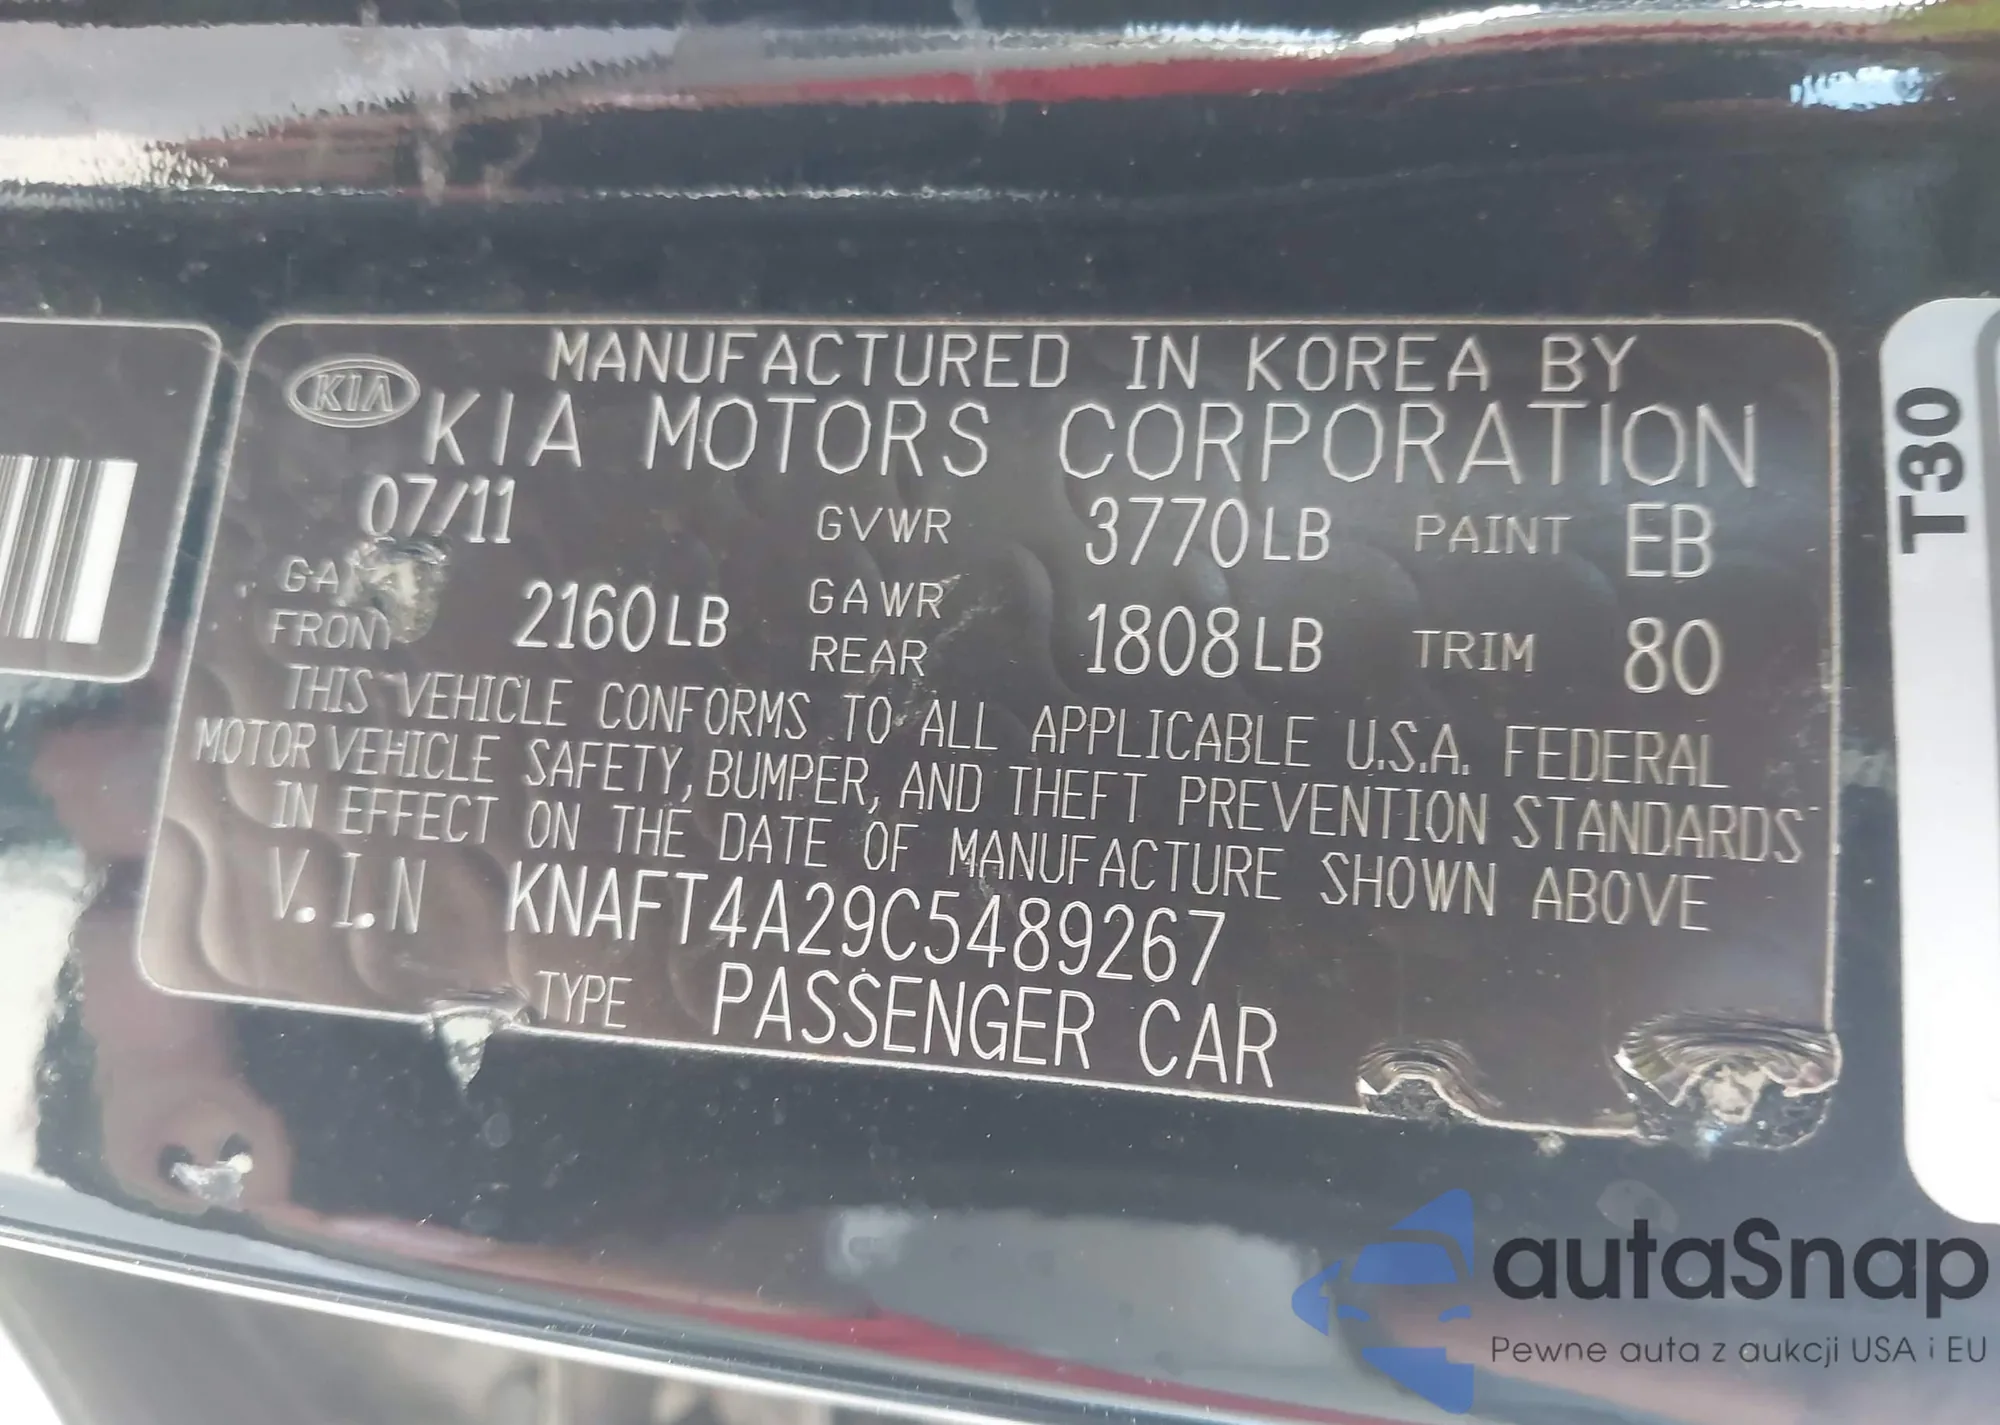 MANUFACTURED IN KOREA BY
KIA
KIA MOTORS CORPORATION
07/11 GVWR 3770LB PAINT EB
GAWR 1808LB TRIM 80
FRONT 2160LB REAR
THIS VEHICLE CONFORMS TO ALL APPLICABLE U.S.A. FEDERAL
MOTOR VEHICLE SAFETY, BUMPER, AND THEFT PREVENTION STANDARDS
IN EFFECT ON THE DATE OF MANUFACTURE SHOWN ABOVE
V.I.N KNAFT4A29C5489267
TYPE PASSENGER CAR
T30
autaSnap
Pewne auta z aukcji USA i EU